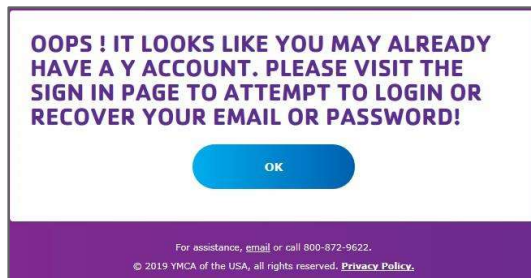 OOPS ! IT LOOKS LIKE YOU MAY ALREADY
HAVE A Y ACCOUNT. PLEASE VISIT THE
SIGN IN PAGE TO ATTEMPT TO LOGIN OR
RECOVER YOUR EMAIL OR PASSWORD!
OK
For assistance, email or call 800-872-9622.
© 2019 YMCA of the USA, all rights reserved. Privacy Policy.